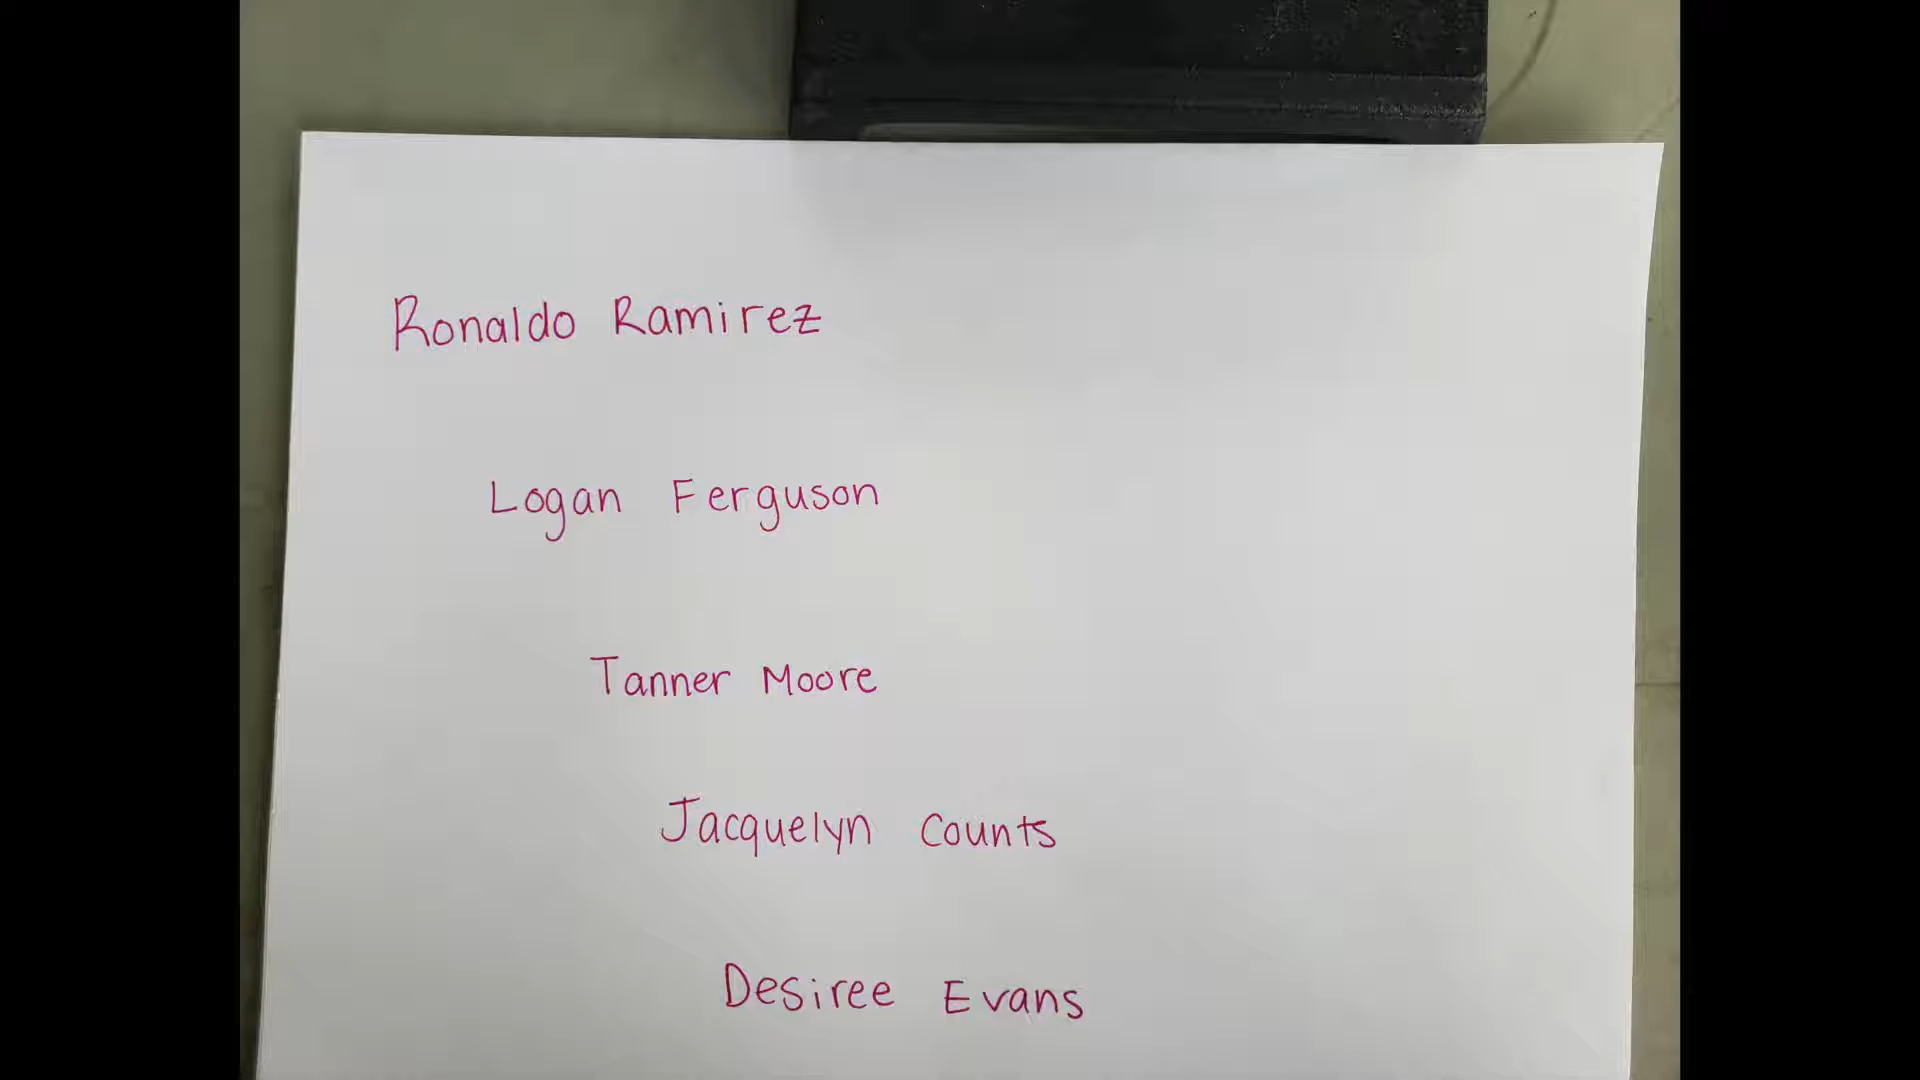 Ronaldo Ramirez
Logan Ferguson
Tanner Moore
Jacquelyn Counts
Desiree Evans